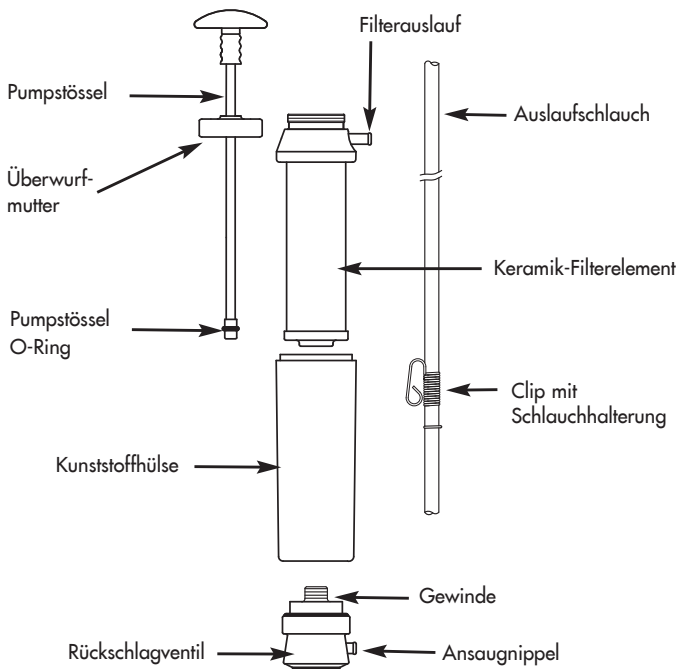 Filterauslauf
Pumpstössel
Auslaufschlauch
Überwurf-
mutter
Keramik-Filterelement
Pumpstössel
O-Ring
Clip mit
Schlauchhalterung
Kunststoffhülse
Gewinde
Rückschlagventil
Ansaugnippel